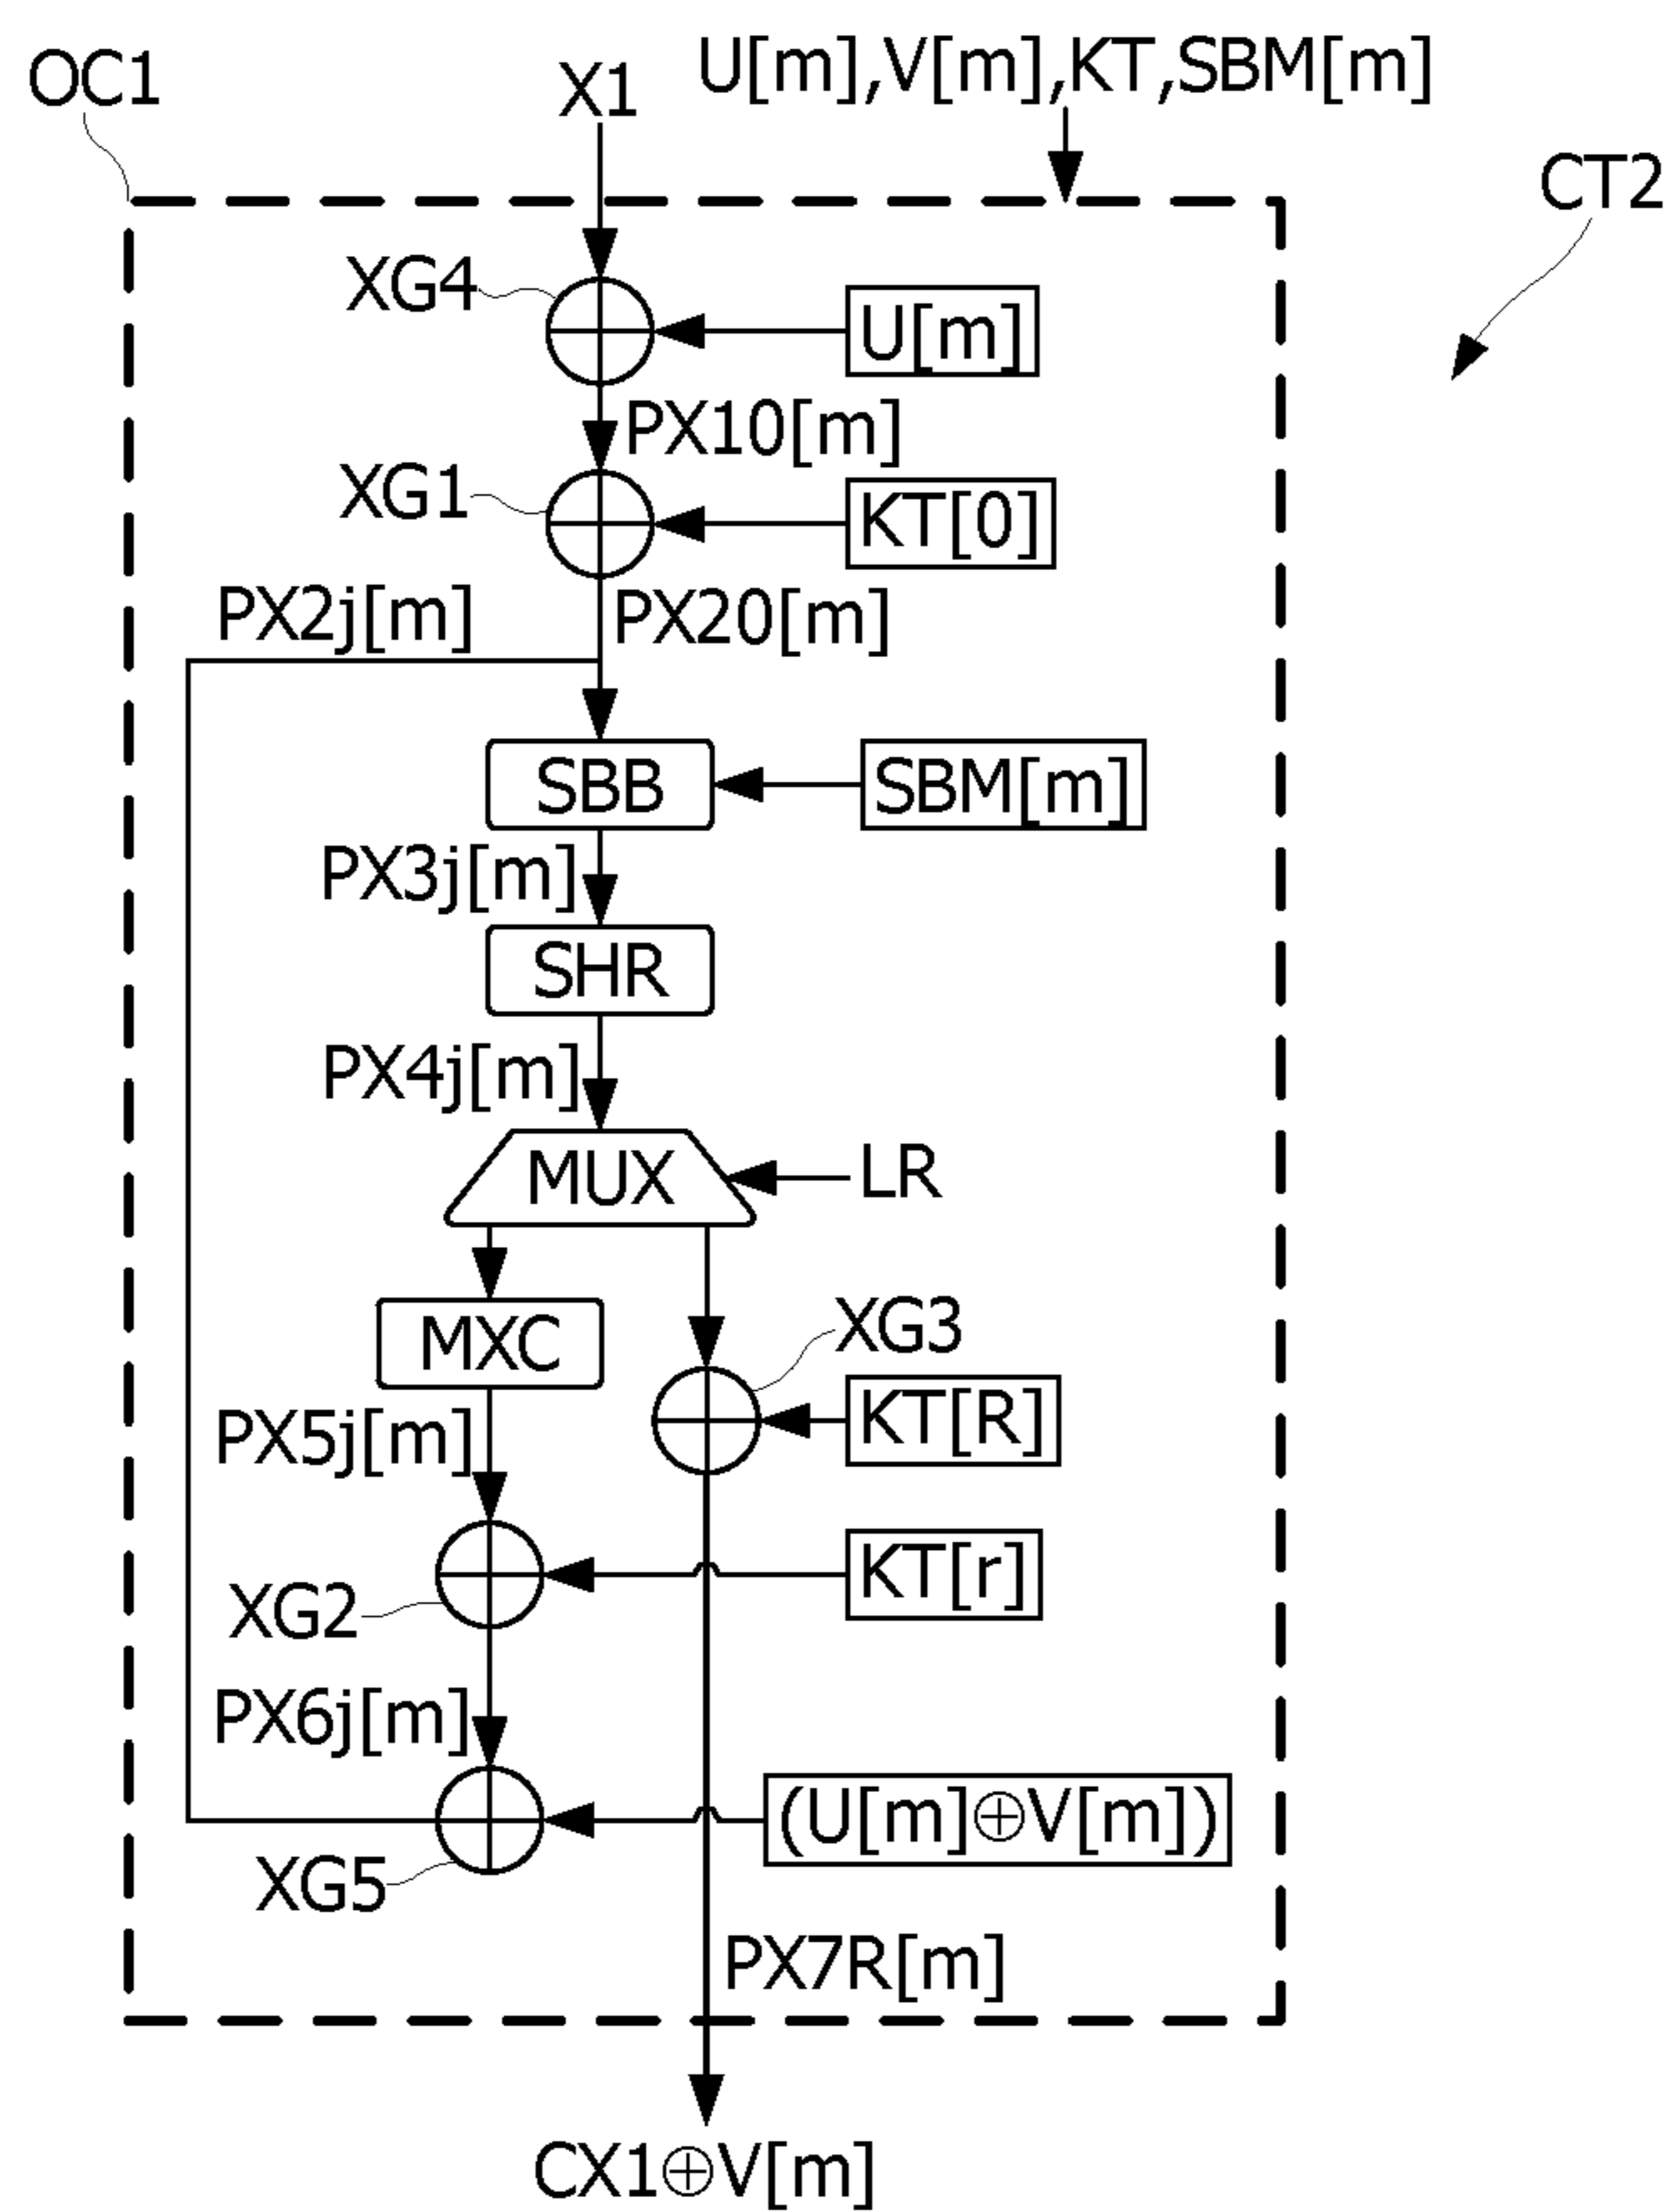 OC1
X1
U[m],V[m],KT,SBM[m]
CT2
XG4
U[m]
PX10[m]
XG1
KT[0]
PX2j[m]
PX20[m]
SBB
SBM[m]
PX3j[m]
SHR
PX4j[m]
MUX
LR
MXC
XG3
KT[R]
PX5j[m]
KT[r]
XG2
PX6j[m]
(U[m]⊕V[m])
XG5
PX7R[m]
CX1⊕V[m]